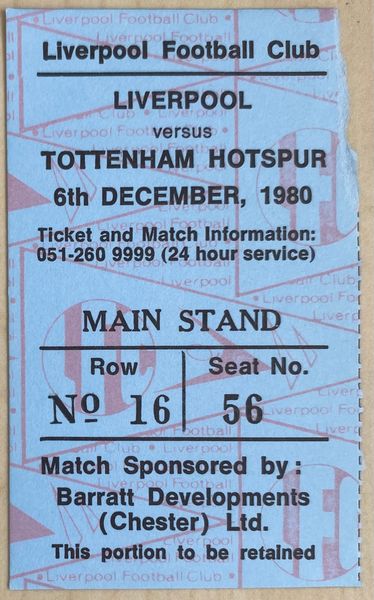 Liverpool Football Club
LIVERPOOL
versus
TOTTENHAM HOTSPUR
6th DECEMBER, 1980
Ticket and Match Information:
051-260 9999 (24 hour service)
MAIN STAND
Row
Seat No.
Nº 16
56
Match Sponsored by:
Barratt Developments
(Chester) Ltd.
This portion to be retained